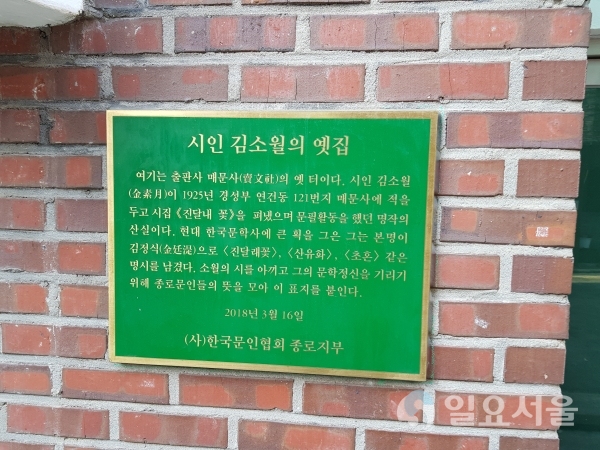 시인 김소월의 옛집
여기는 출판사 매문사(賣文社)의 옛 터이다. 시인 김소월
(金素月)이 1925년 경성부 연건동 121번지 매문사에 적을
두고 시집 《진달내 꽃》을 펴냈으며 문필활동을 했던 명작의
산실이다. 현대 한국문학사에 큰 획을 그은 그는 본명이
김정식(金廷湜)으로 〈진달래꽃〉, 〈산유화〉, 〈초혼〉 같은
명시를 남겼다. 소월의 시를 아끼고 그의 문학정신을 기리기
위해 종로문인들의 뜻을 모아 이 표지를 붙인다.
2018년 3월 16일
(사)한국문인협회 종로지부
일요서울